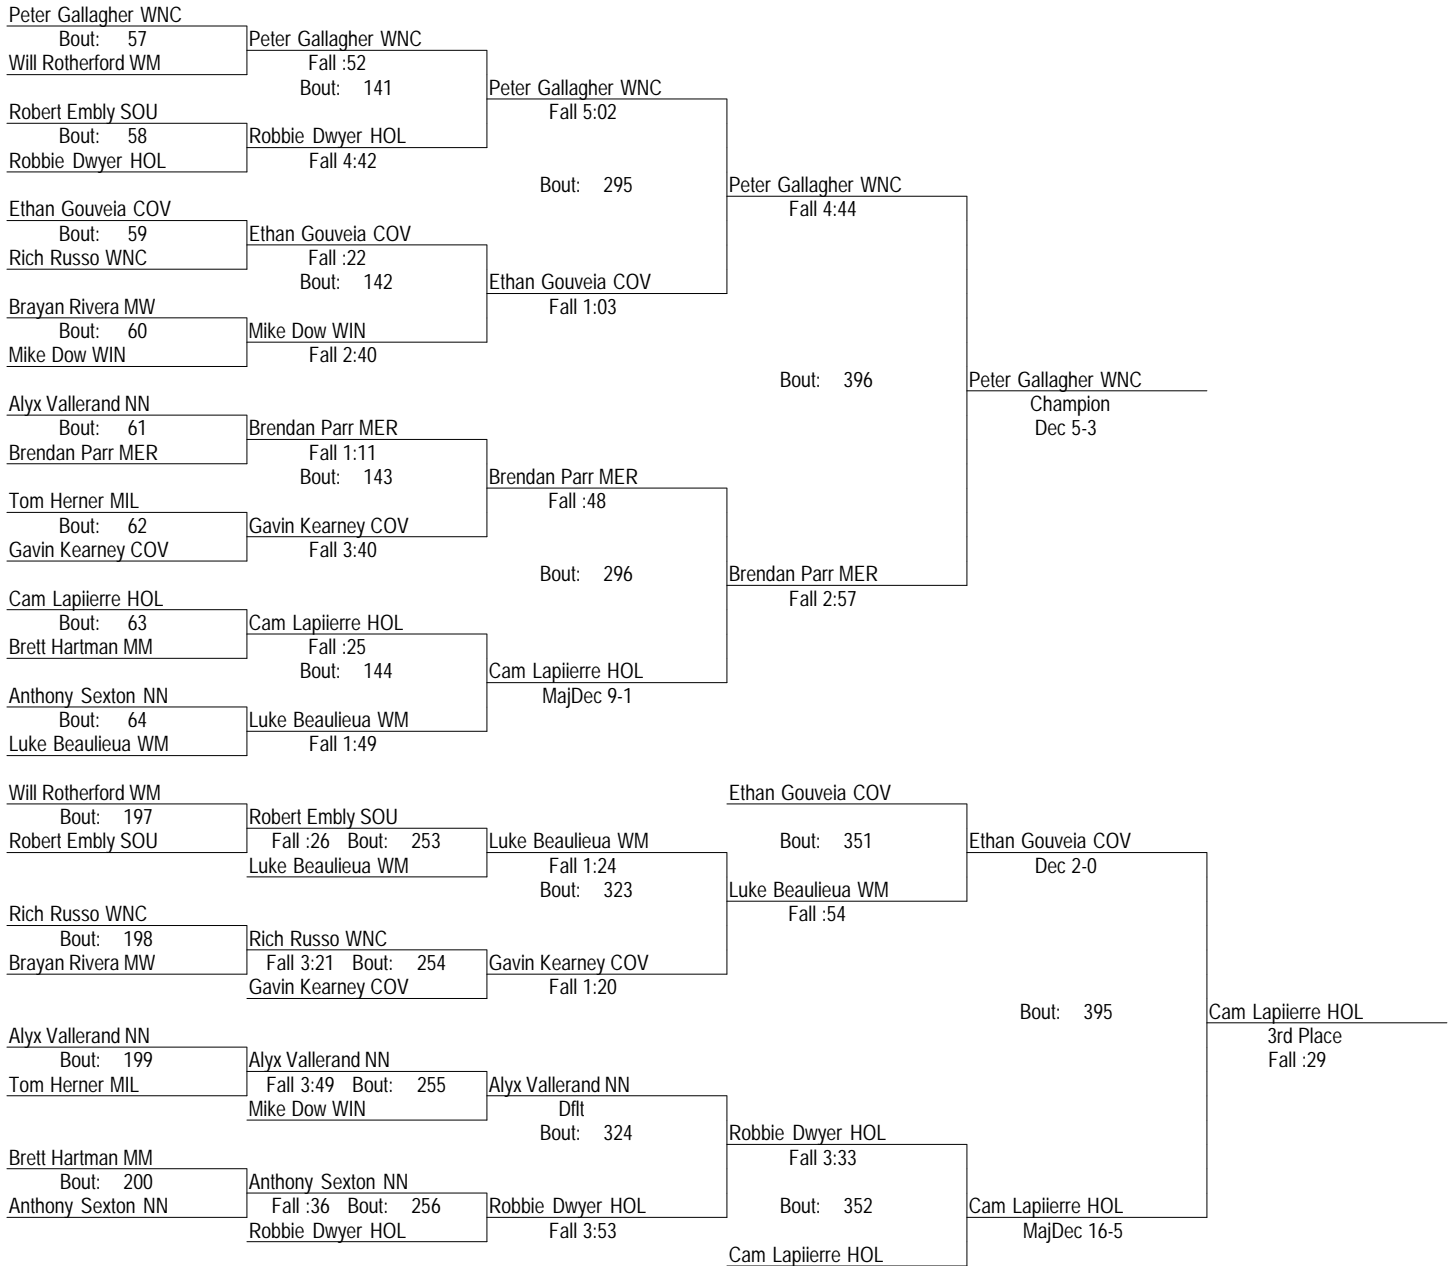 Peter Gallagher WNC
Bout: 57
Peter Gallagher WNC
Will Rotherford WM
Fall :52
Bout: 141
Peter Gallagher WNC
Robert Embly SOU
Fall 5:02
Bout: 58
Robbie Dwyer HOL
Robbie Dwyer HOL
Fall 4:42
Bout: 295
Peter Gallagher WNC
Ethan Gouveia COV
Fall 4:44
Bout: 59
Ethan Gouveia COV
Rich Russo WNC
Fall :22
Bout: 142
Ethan Gouveia COV
Brayan Rivera MW
Fall 1:03
Bout: 60
Mike Dow WIN
Mike Dow WIN
Fall 2:40
Bout: 396
Peter Gallagher WNC
Alyx Vallerand NN
Champion
Bout: 61
Brendan Parr MER
Dec 5-3
Brendan Parr MER
Fall 1:11
Bout: 143
Brendan Parr MER
Tom Herner MIL
Fall :48
Bout: 62
Gavin Kearney COV
Gavin Kearney COV
Fall 3:40
Bout: 296
Brendan Parr MER
Cam Lapiierre HOL
Fall 2:57
Bout: 63
Cam Lapiierre HOL
Brett Hartman MM
Fall :25
Bout: 144
Cam Lapiierre HOL
Anthony Sexton NN
MajDec 9-1
Bout: 64
Luke Beaulieua WM
Luke Beaulieua WM
Fall 1:49
Will Rotherford WM
Ethan Gouveia COV
Bout: 197
Robert Embly SOU
Robert Embly SOU
Fall :26 Bout: 253
Luke Beaulieua WM
Bout: 351
Ethan Gouveia COV
Luke Beaulieua WM
Fall 1:24
Dec 2-0
Bout: 323
Luke Beaulieua WM
Rich Russo WNC
Fall :54
Bout: 198
Rich Russo WNC
Brayan Rivera MW
Fall 3:21 Bout: 254
Gavin Kearney COV
Gavin Kearney COV
Fall 1:20
Bout: 395
Cam Lapiierre HOL
Alyx Vallerand NN
3rd Place
Bout: 199
Alyx Vallerand NN
Fall :29
Tom Herner MIL
Fall 3:49 Bout: 255
Alyx Vallerand NN
Mike Dow WIN
Dflt
Bout: 324
Robbie Dwyer HOL
Brett Hartman MM
Fall 3:33
Bout: 200
Anthony Sexton NN
Anthony Sexton NN
Fall :36 Bout: 256
Robbie Dwyer HOL
Bout: 352
Cam Lapiierre HOL
Robbie Dwyer HOL
Fall 3:53
MajDec 16-5
Cam Lapiierre HOL